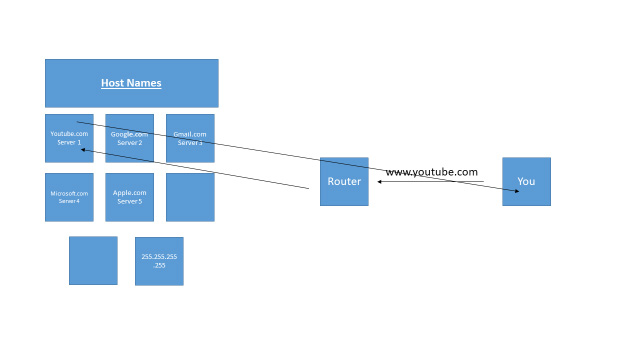 Host Names
Youtube.com
Server 1
Google.com
Server 2
Gmail.com
Server 3
www.youtube.com
Router
You
Microsoft.com
Server 4
Apple.com
Server 5
255.255.255
.255